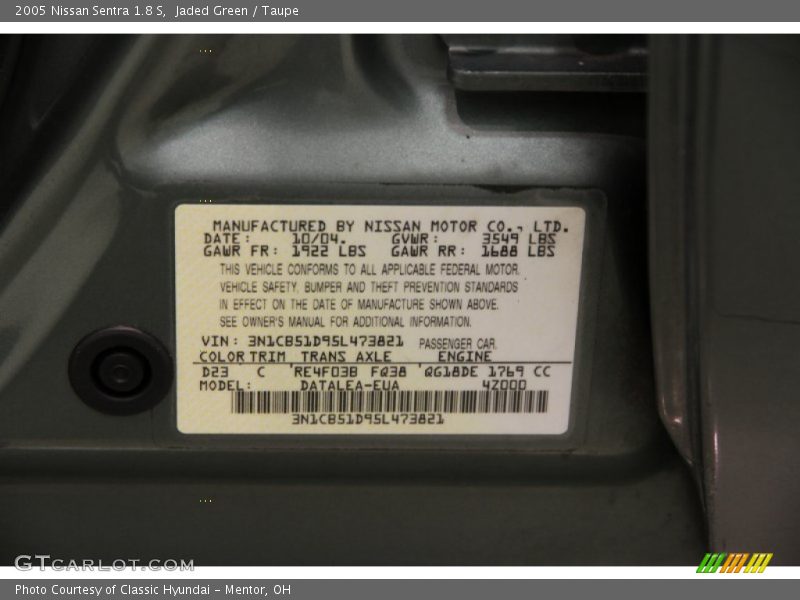 2005 Nissan Sentra 1.8 S, Jaded Green / Taupe
MANUFACTURED BY NISSAN MOTOR CO., LTD.
DATE: 10/04. GVWR: 3549 LBS
GAWR FR: 1922 LBS GAWR RR: 1688 LBS
THIS VEHICLE CONFORMS TO ALL APPLICABLE FEDERAL MOTOR
VEHICLE SAFETY, BUMPER AND THEFT PREVENTION STANDARDS
IN EFFECT ON THE DATE OF MANUFACTURE SHOWN ABOVE.
SEE OWNER'S MANUAL FOR ADDITIONAL INFORMATION.
VIN: 3N1CB51D95L473821 PASSENGER CAR.
COLOR TRIM TRANS AXLE ENGINE
D23 C RE4F03B FQ38 QG18DE 1769 CC
MODEL: DATALEA-EUA 4Z000
3N1CB51D95L473821
GTCARLOT.COM
Photo Courtesy of Classic Hyundai - Mentor, OH